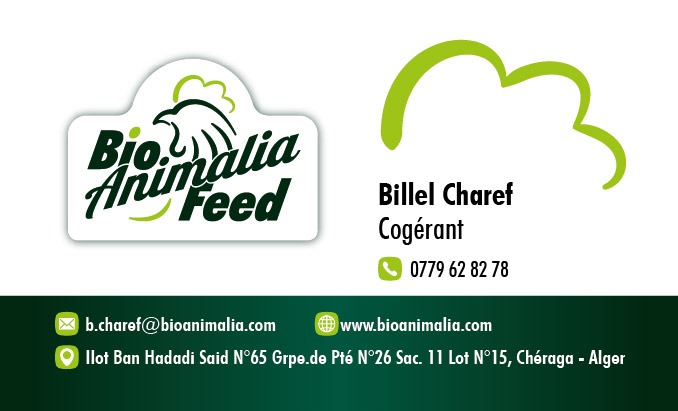 Bio
Animalia
Feed
Billel Charef
Cogérant
0779 62 82 78
b.charef@bioanimalia.com
www.bioanimalia.com
Ilot Ban Hadadi Said N°65 Grpe.de Pté N°26 Sac. 11 Lot N°15, Chéraga - Alger